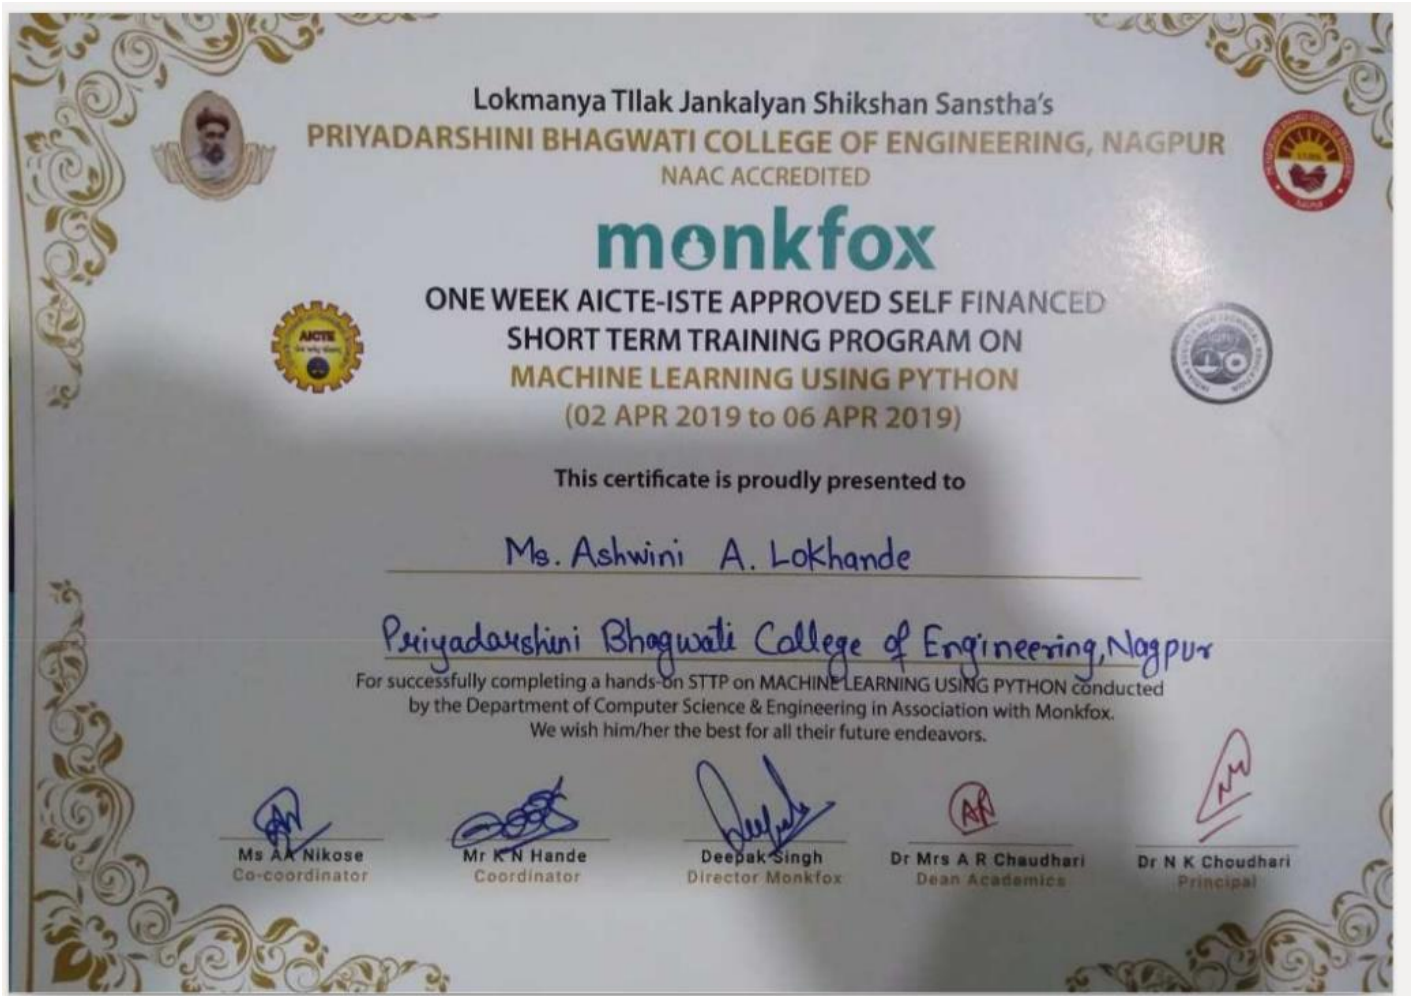 Lokmanya TIlak Jankalyan Shikshan Sanstha's
PRIYADARSHINI BHAGWATI COLLEGE OF ENGINEERING, NAGPUR
NAAC ACCREDITED
monkfox
ONE WEEK AICTE-ISTE APPROVED SELF FINANCED
SHORT TERM TRAINING PROGRAM ON
AICTE
MACHINE LEARNING USING PYTHON
(02 APR 2019 to 06 APR 2019)
This certificate is proudly presented to
Ms. Ashwini A. Lokhande
Priyadarshini Bhagwati College of Engineering, Nagpur
For successfully completing a hands-on STTP on MACHINE LEARNING USING PYTHON conducted
by the Department of Computer Science & Engineering in Association with Monkfox.
We wish him/her the best for all their future endeavors.
Ms AA Nikose
Co-coordinator
Mr K N Hande
Coordinator
Deepak Singh
Director Monkfox
Dr Mrs A R Chaudhari
Dean Academics
Dr N K Choudhari
Principal